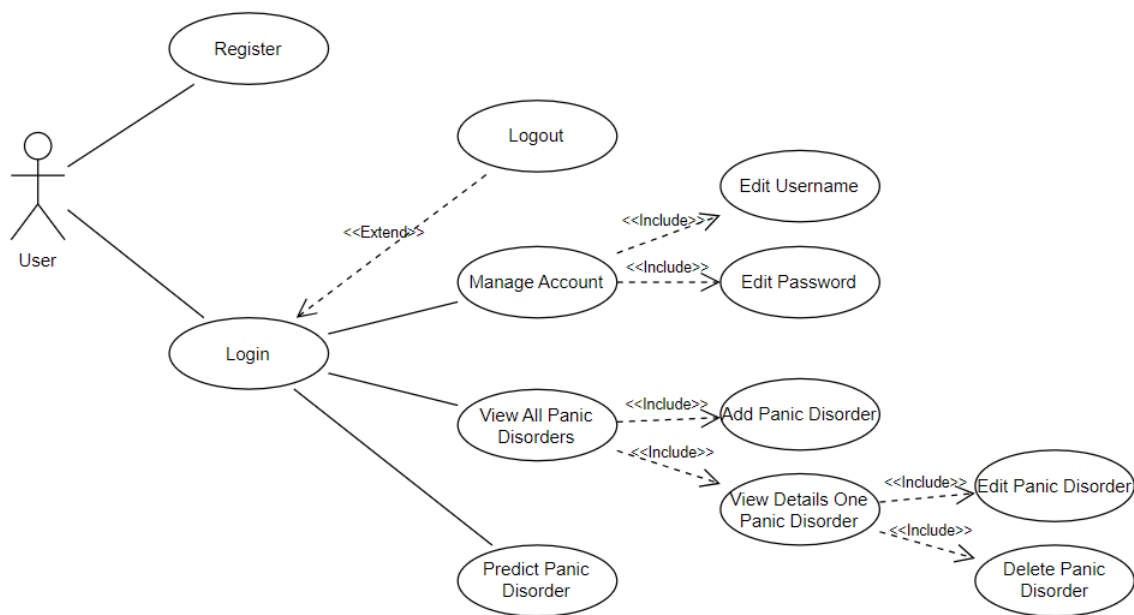 Register
Logout
Edit Username
<<Extend>>
<<Include>>
User
Manage Account
<<Include>>
Edit Password
Login
View All Panic
Disorders
<<Include>>
Add Panic Disorder
<<Include>>
View Details One
Panic Disorder
<<Include>>
Edit Panic Disorder
<<Include>>
Predict Panic
Disorder
Delete Panic
Disorder